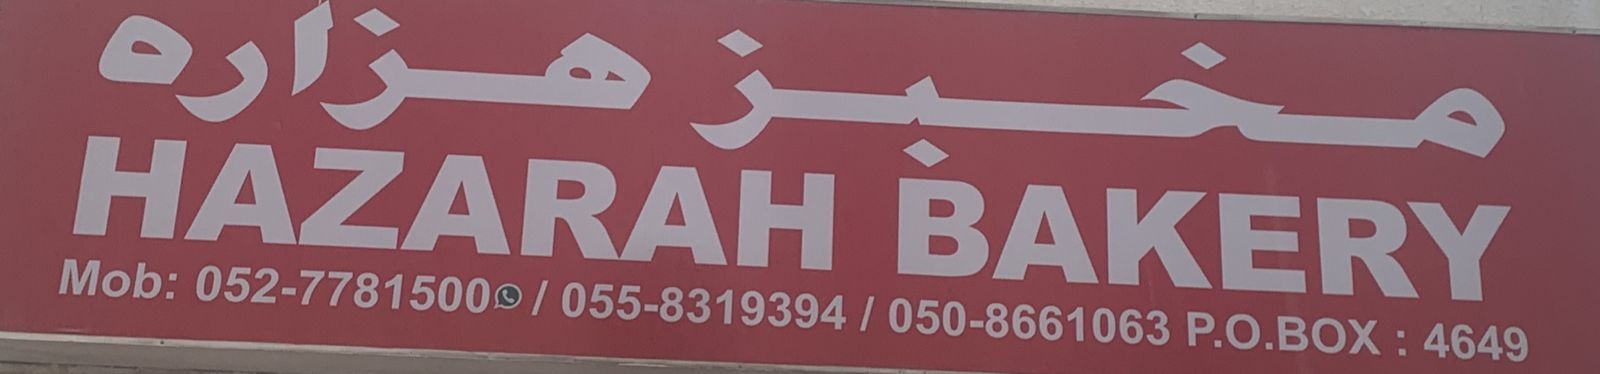 مخبز هزاره
HAZARAH BAKERY
Mob: 052-7781500 / 055-8319394 / 050-8661063 P.O.BOX : 4649